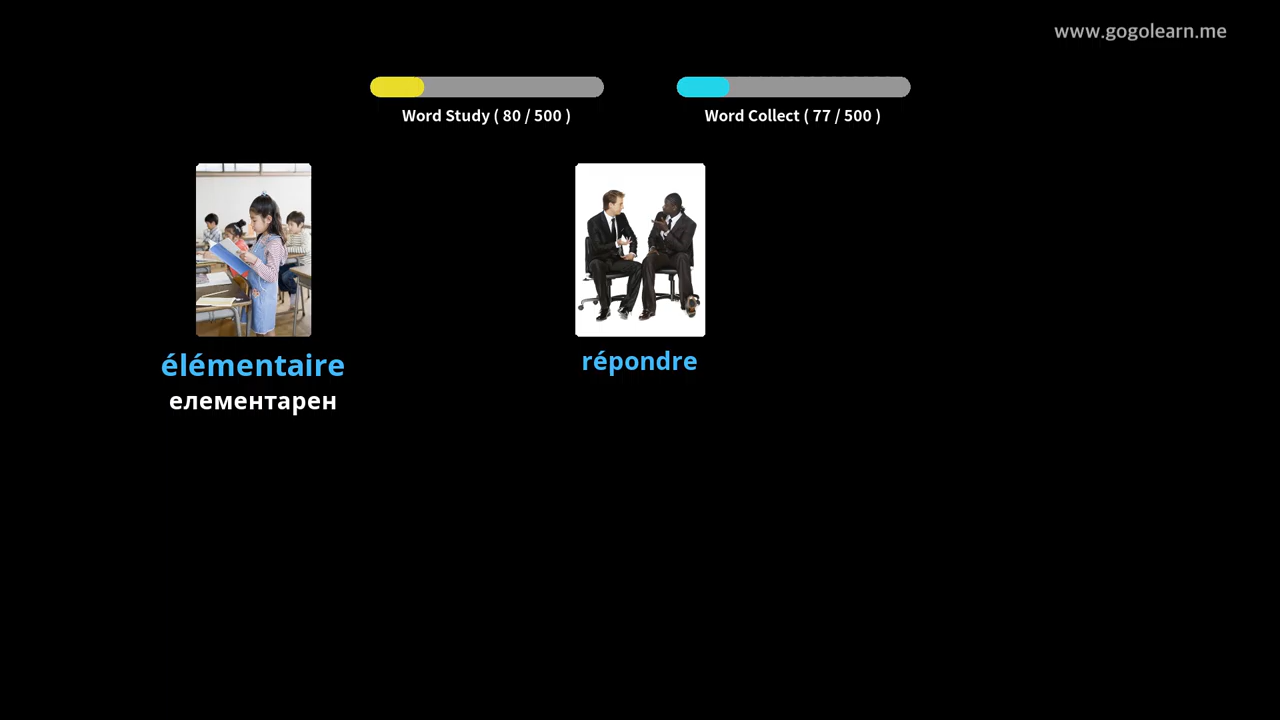 www.gogolearn.me
Word Study ( 80 / 500 )
Word Collect ( 77 / 500 )
élémentaire
елементарен
répondre